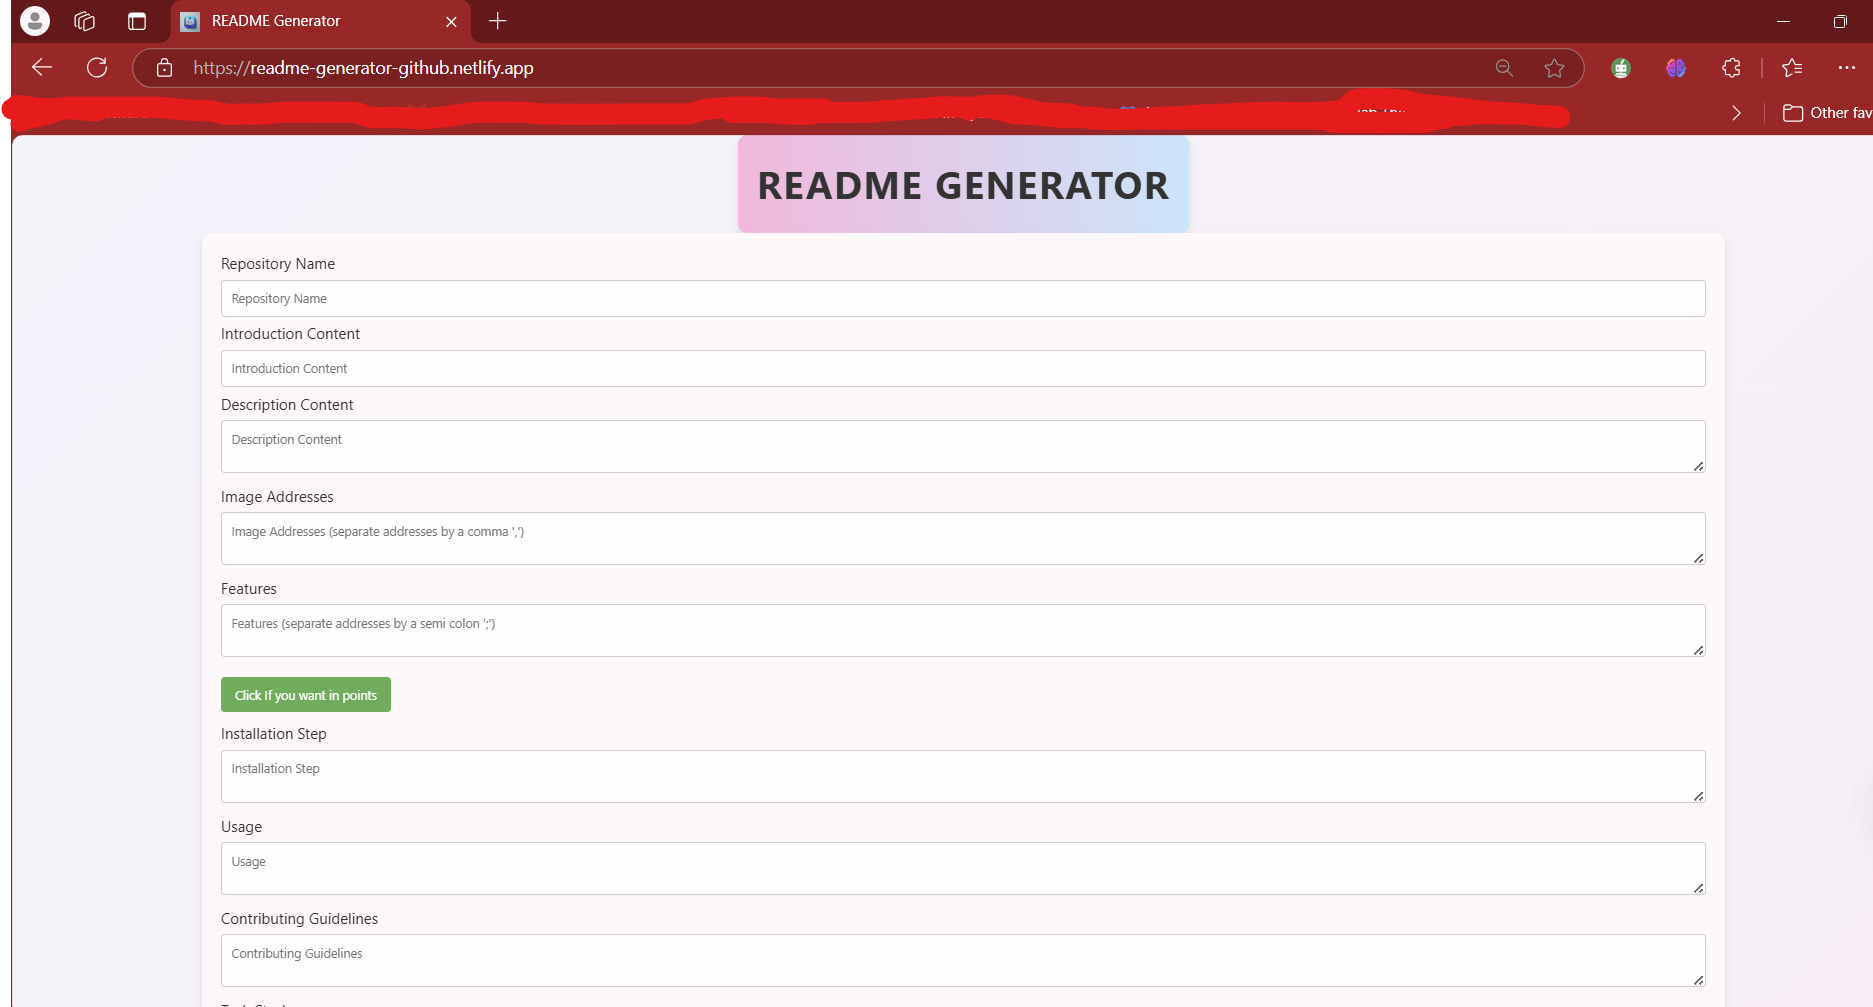 README Generator
https://readme-generator-github.netlify.app
Other fav
README GENERATOR
Repository Name
Repository Name
Introduction Content
Introduction Content
Description Content
Description Content
Image Addresses
Image Addresses (separate addresses by a comma ',')
Features
Features (separate addresses by a semi colon ';')
Click If you want in points
Installation Step
Installation Step
Usage
Usage
Contributing Guidelines
Contributing Guidelines